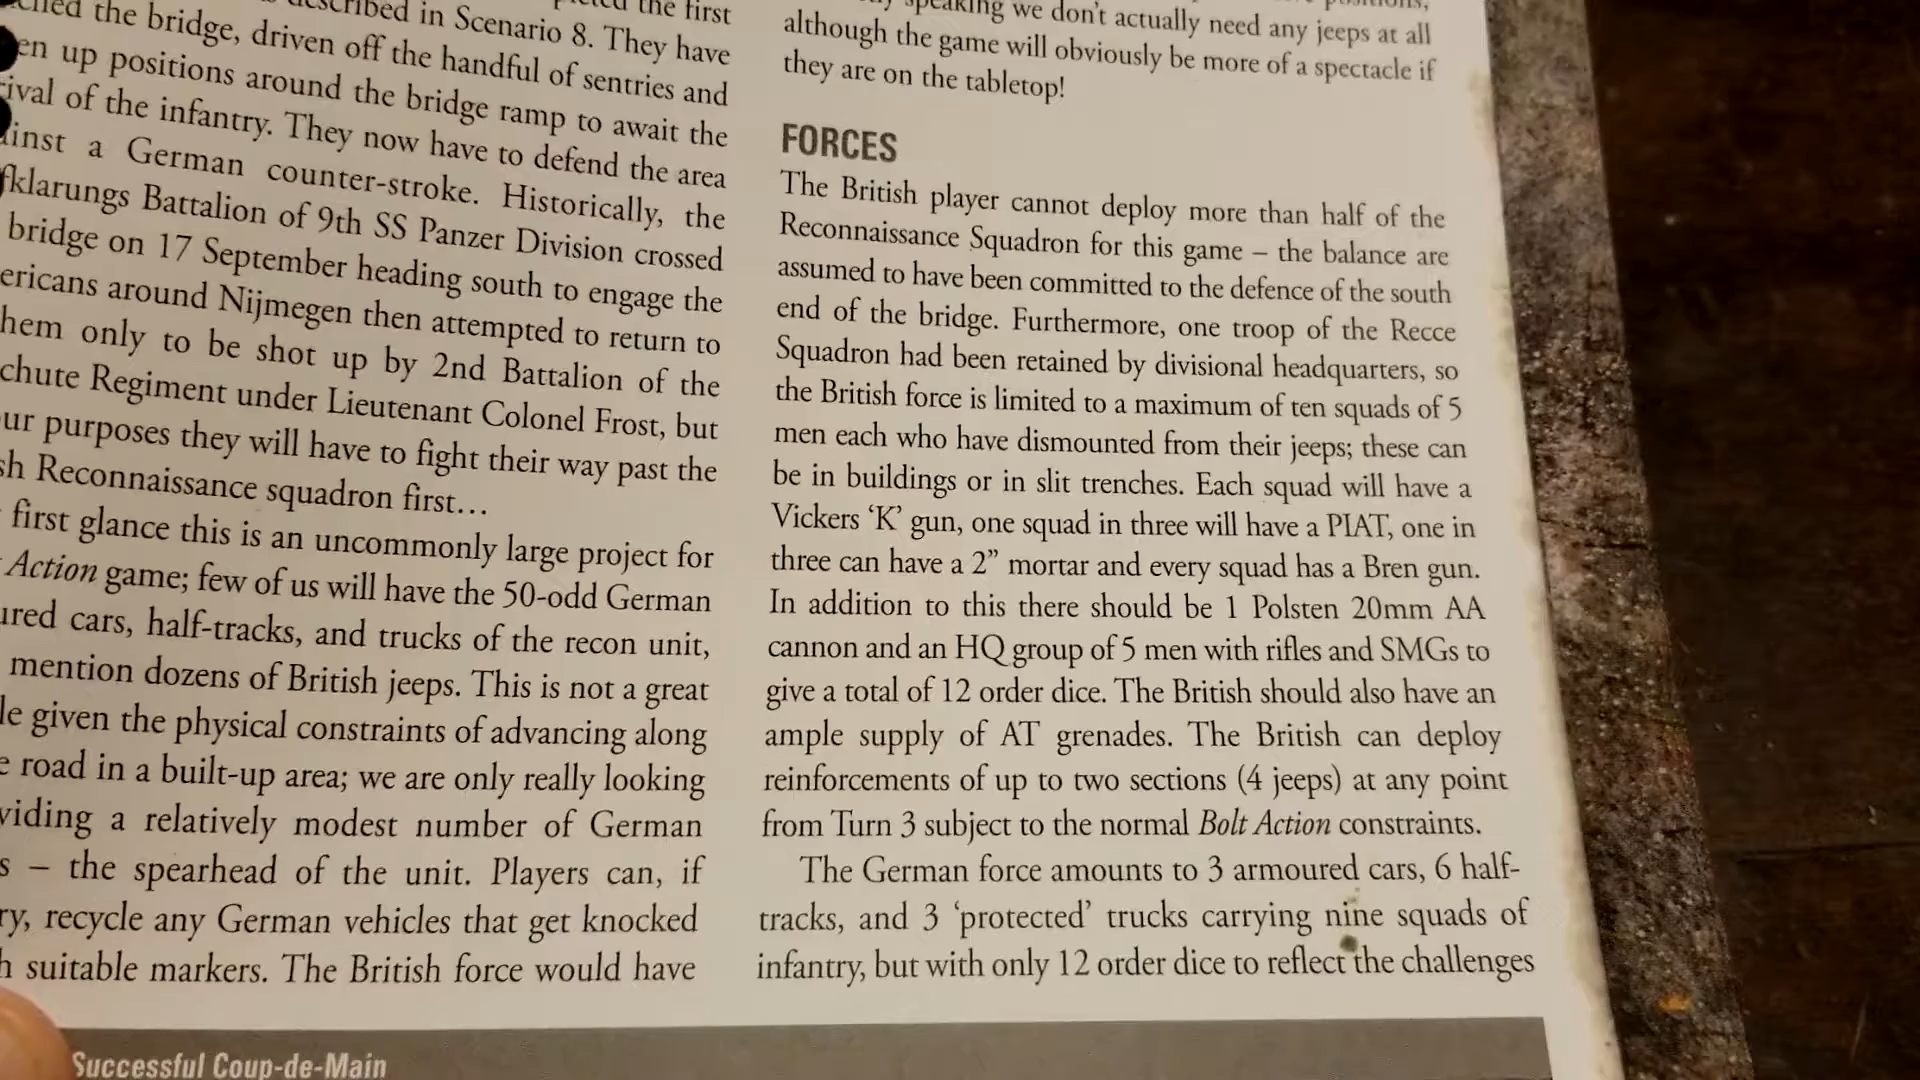 the bridge, driven off the handful of sentries and
up positions around the bridge ramp to await the
of the infantry. They now have to defend the area
a German counter-stroke. Historically, the
Battalion of 9th SS Panzer Division crossed
bridge on 17 September heading south to engage the
around Nijmegen then attempted to return to
only to be shot up by 2nd Battalion of the
Regiment under Lieutenant Colonel Frost, but
purposes they will have to fight their way past the
Reconnaissance squadron first…
first glance this is an uncommonly large project for
Action game; few of us will have the 50-odd German
cars, half-tracks, and trucks of the recon unit,
mention dozens of British jeeps. This is not a great
given the physical constraints of advancing along
road in a built-up area; we are only really looking
a relatively modest number of German
– the spearhead of the unit. Players can, if
recycle any German vehicles that get knocked
suitable markers. The British force would have
speaking we don't actually need any jeeps at all
although the game will obviously be more of a spectacle if
they are on the tabletop!
FORCES
The British player cannot deploy more than half of the
Reconnaissance Squadron for this game – the balance are
assumed to have been committed to the defence of the south
end of the bridge. Furthermore, one troop of the Recce
Squadron had been retained by divisional headquarters, so
the British force is limited to a maximum of ten squads of 5
men each who have dismounted from their jeeps; these can
be in buildings or in slit trenches. Each squad will have a
Vickers 'K' gun, one squad in three will have a PIAT, one in
three can have a 2” mortar and every squad has a Bren gun.
In addition to this there should be 1 Polsten 20mm AA
cannon and an HQ group of 5 men with rifles and SMGs to
give a total of 12 order dice. The British should also have an
ample supply of AT grenades. The British can deploy
reinforcements of up to two sections (4 jeeps) at any point
from Turn 3 subject to the normal Bolt Action constraints.
The German force amounts to 3 armoured cars, 6 half-
tracks, and 3 'protected' trucks carrying nine squads of
infantry, but with only 12 order dice to reflect the challenges
Successful Coup-de-Main